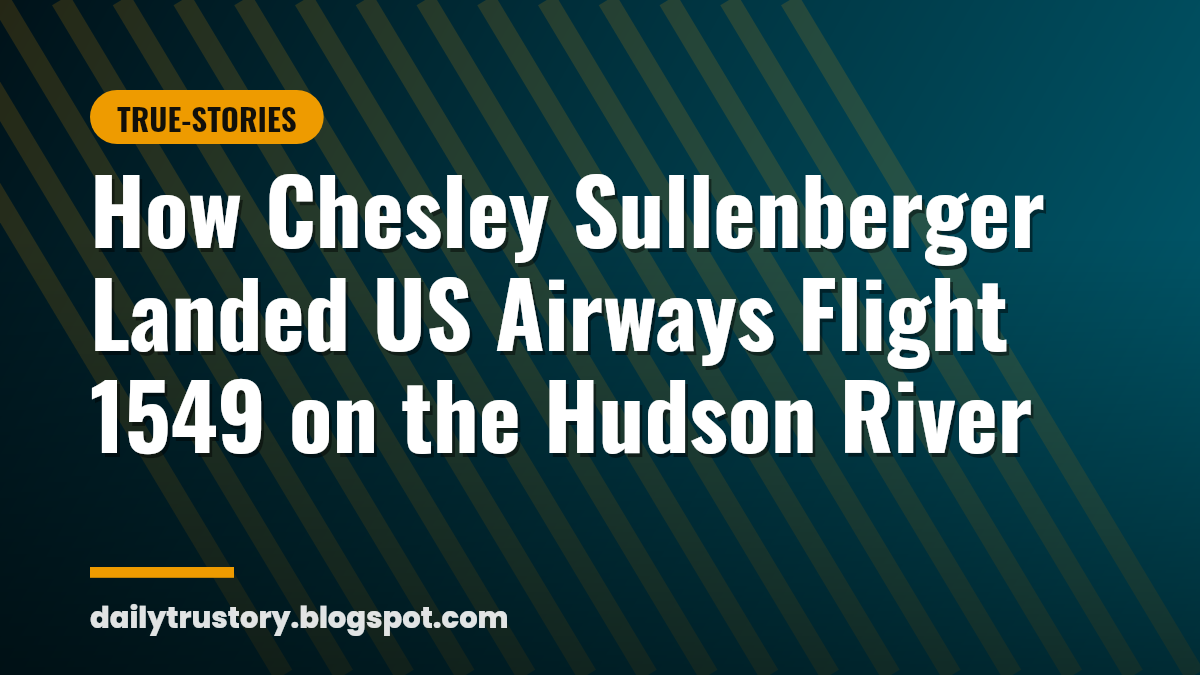 TRUE-STORIES
How Chesley Sullenberger
Landed US Airways Flight
1549 on the Hudson River
dailytrustory.blogspot.com